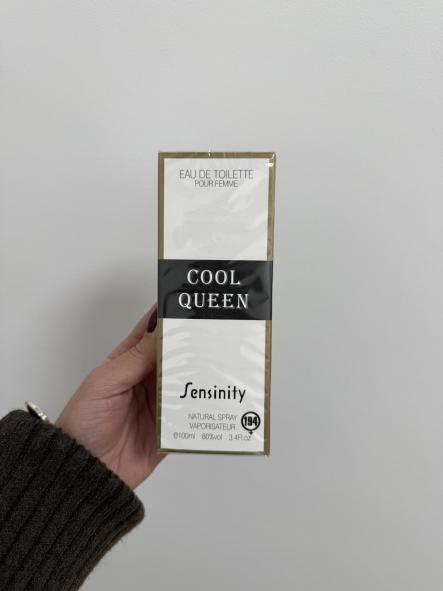 EAU DE TOILETTE
POUR FEMME
COOL
QUEEN
Sensinity
NATURAL SPRAY
VAPORISATEUR
194
℮100ml 80%vol 3.4Fl.oz